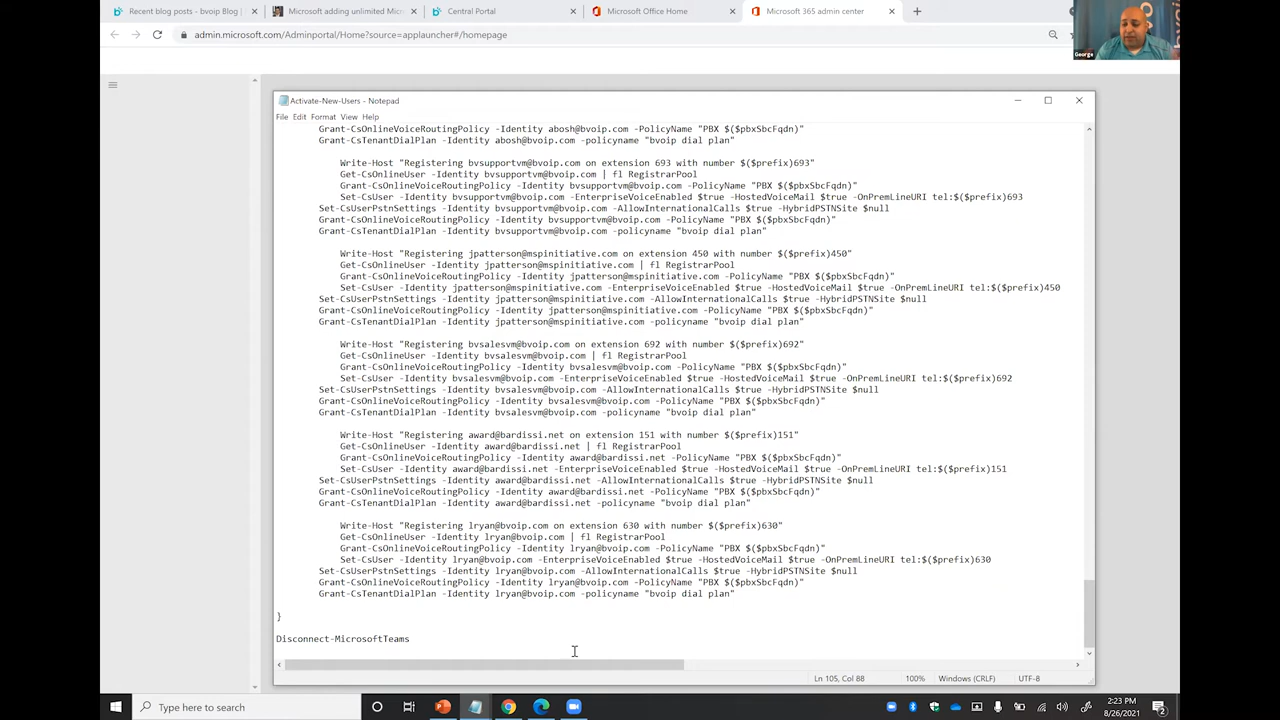 Recent blog posts - bvoip Blog |
Microsoft adding unlimited Micr
Central Portal
Microsoft Office Home
Microsoft 365 admin center
admin.microsoft.com/Adminportal/Home?source=applauncher#/homepage
George
Activate-New-Users - Notepad
File Edit Format View Help
Grant-CsOnlineVoiceRoutingPolicy -Identity abosh@bvoip.com -PolicyName "PBX $($pbxSbcFqdn)"
Grant-CsTenantDialPlan -Identity abosh@bvoip.com -policyname "bvoip dial plan"
Write-Host "Registering bvsupportvm@bvoip.com on extension 693 with number $($prefix)693"
Get-CsOnlineUser -Identity bvsupportvm@bvoip.com | fl RegistrarPool
Grant-CsOnlineVoiceRoutingPolicy -Identity bvsupportvm@bvoip.com -PolicyName "PBX $($pbxSbcFqdn)"
Set-CsUser -Identity bvsupportvm@bvoip.com -EnterpriseVoiceEnabled $true -HostedVoiceMail $true -OnPremLineURI tel:$($prefix)693
Set-CsUserPstnSettings -Identity bvsupportvm@bvoip.com -AllowInternationalCalls $true -HybridPSTNSite $null
Grant-CsOnlineVoiceRoutingPolicy -Identity bvsupportvm@bvoip.com -PolicyName "PBX $($pbxSbcFqdn)"
Grant-CsTenantDialPlan -Identity bvsupportvm@bvoip.com -policyname "bvoip dial plan"
Write-Host "Registering jpatterson@mspinitiative.com on extension 450 with number $($prefix)450"
Get-CsOnlineUser -Identity jpatterson@mspinitiative.com | fl RegistrarPool
Grant-CsOnlineVoiceRoutingPolicy -Identity jpatterson@mspinitiative.com -PolicyName "PBX $($pbxSbcFqdn)"
Set-CsUser -Identity jpatterson@mspinitiative.com -EnterpriseVoiceEnabled $true -HostedVoiceMail $true -OnPremLineURI tel:$($prefix)450
Set-CsUserPstnSettings -Identity jpatterson@mspinitiative.com -AllowInternationalCalls $true -HybridPSTNSite $null
Grant-CsOnlineVoiceRoutingPolicy -Identity jpatterson@mspinitiative.com -PolicyName "PBX $($pbxSbcFqdn)"
Grant-CsTenantDialPlan -Identity jpatterson@mspinitiative.com -policyname "bvoip dial plan"
Write-Host "Registering bvsalesvm@bvoip.com on extension 692 with number $($prefix)692"
Get-CsOnlineUser -Identity bvsalesvm@bvoip.com | fl RegistrarPool
Grant-CsOnlineVoiceRoutingPolicy -Identity bvsalesvm@bvoip.com -PolicyName "PBX $($pbxSbcFqdn)"
Set-CsUser -Identity bvsalesvm@bvoip.com -EnterpriseVoiceEnabled $true -HostedVoiceMail $true -OnPremLineURI tel:$($prefix)692
Set-CsUserPstnSettings -Identity bvsalesvm@bvoip.com -AllowInternationalCalls $true -HybridPSTNSite $null
Grant-CsOnlineVoiceRoutingPolicy -Identity bvsalesvm@bvoip.com -PolicyName "PBX $($pbxSbcFqdn)"
Grant-CsTenantDialPlan -Identity bvsalesvm@bvoip.com -policyname "bvoip dial plan"
Write-Host "Registering award@bardissi.net on extension 151 with number $($prefix)151"
Get-CsOnlineUser -Identity award@bardissi.net | fl RegistrarPool
Grant-CsOnlineVoiceRoutingPolicy -Identity award@bardissi.net -PolicyName "PBX $($pbxSbcFqdn)"
Set-CsUser -Identity award@bardissi.net -EnterpriseVoiceEnabled $true -HostedVoiceMail $true -OnPremLineURI tel:$($prefix)151
Set-CsUserPstnSettings -Identity award@bardissi.net -AllowInternationalCalls $true -HybridPSTNSite $null
Grant-CsOnlineVoiceRoutingPolicy -Identity award@bardissi.net -PolicyName "PBX $($pbxSbcFqdn)"
Grant-CsTenantDialPlan -Identity award@bardissi.net -policyname "bvoip dial plan"
Write-Host "Registering lryan@bvoip.com on extension 630 with number $($prefix)630"
Get-CsOnlineUser -Identity lryan@bvoip.com | fl RegistrarPool
Grant-CsOnlineVoiceRoutingPolicy -Identity lryan@bvoip.com -PolicyName "PBX $($pbxSbcFqdn)"
Set-CsUser -Identity lryan@bvoip.com -EnterpriseVoiceEnabled $true -HostedVoiceMail $true -OnPremLineURI tel:$($prefix)630
Set-CsUserPstnSettings -Identity lryan@bvoip.com -AllowInternationalCalls $true -HybridPSTNSite $null
Grant-CsOnlineVoiceRoutingPolicy -Identity lryan@bvoip.com -PolicyName "PBX $($pbxSbcFqdn)"
Grant-CsTenantDialPlan -Identity lryan@bvoip.com -policyname "bvoip dial plan"
}
Disconnect-MicrosoftTeams
Ln 105, Col 88 100% Windows (CRLF) UTF-8
Type here to search
2:23 PM
8/26/2021
2